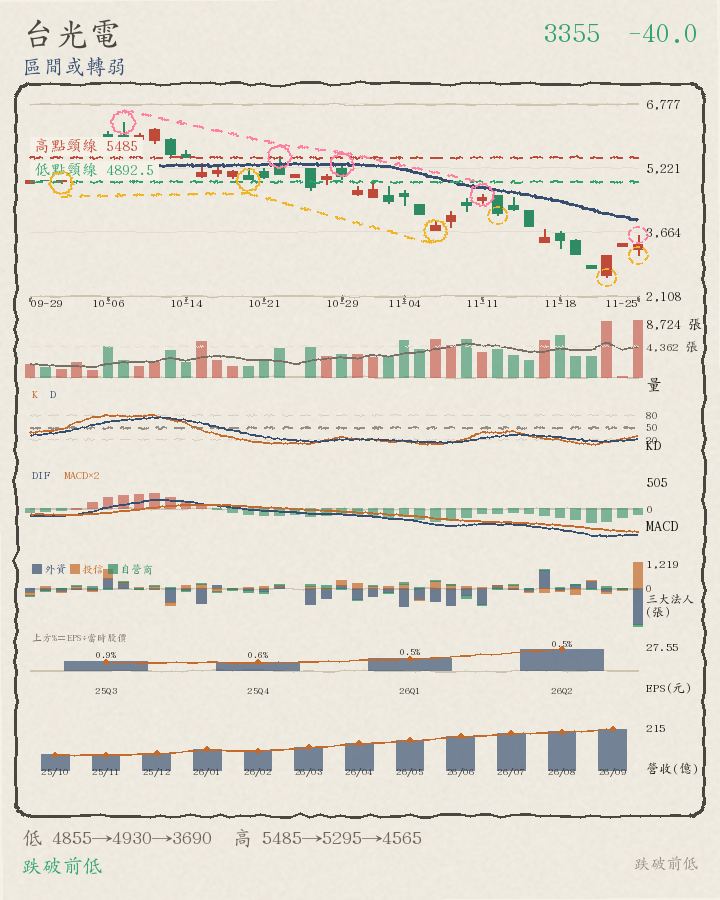 台光電 3355 -40.0
區間或轉弱
6,777
高點頸線 5485
低點頸線 4892.5
5,221
3,664
2,108
09-29 10-06 10-14 10-21 10-29 11-04 11-11 11-18 11-25
8,724 張
4,362 張
量
K D
80
50
20
KD
DIF MACD×2
505
0
MACD
外資 投信 自營商
1,219
0
三大法人
(張)
上方%=EPS÷當時股價
27.55
0.9% 0.6% 0.5% 0.5%
25Q3 25Q4 26Q1 26Q2
EPS(元)
215
25/10 25/11 25/12 26/01 26/02 26/03 26/04 26/05 26/06 26/07 26/08 26/09
營收(億)
低 4855→4930→3690 高 5485→5295→4565
跌破前低 跌破前低